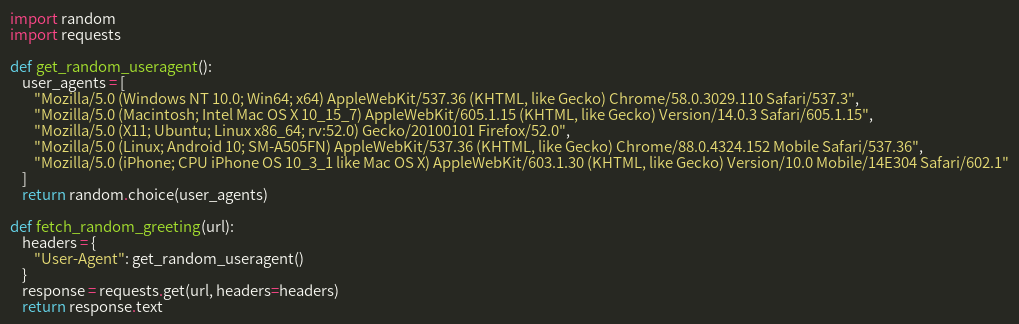 import random
import requests

def get_random_useragent():
    user_agents = [
        "Mozilla/5.0 (Windows NT 10.0; Win64; x64) AppleWebKit/537.36 (KHTML, like Gecko) Chrome/58.0.3029.110 Safari/537.3",
        "Mozilla/5.0 (Macintosh; Intel Mac OS X 10_15_7) AppleWebKit/605.1.15 (KHTML, like Gecko) Version/14.0.3 Safari/605.1.15",
        "Mozilla/5.0 (X11; Ubuntu; Linux x86_64; rv:52.0) Gecko/20100101 Firefox/52.0",
        "Mozilla/5.0 (Linux; Android 10; SM-A505FN) AppleWebKit/537.36 (KHTML, like Gecko) Chrome/88.0.4324.152 Mobile Safari/537.36",
        "Mozilla/5.0 (iPhone; CPU iPhone OS 10_3_1 like Mac OS X) AppleWebKit/603.1.30 (KHTML, like Gecko) Version/10.0 Mobile/14E304 Safari/602.1"
    ]
    return random.choice(user_agents)

def fetch_random_greeting(url):
    headers = {
        "User-Agent": get_random_useragent()
    }
    response = requests.get(url, headers=headers)
    return response.text